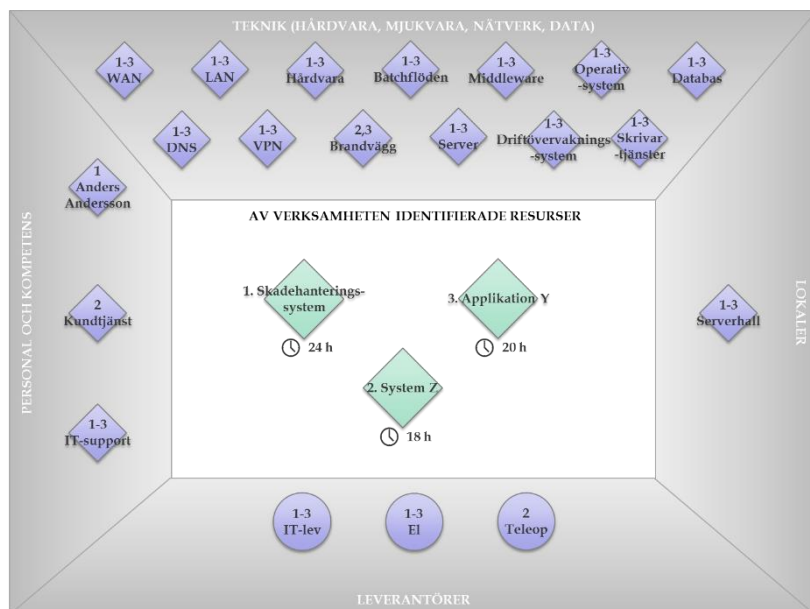 TEKNIK (HÅRDVARA, MJUKVARA, NÄTVERK, DATA)
1-3
WAN
1-3
LAN
1-3
Hårdvara
1-3
Batchflöden
1-3
Middleware
1-3
Operativ
-system
1-3
Databas
1-3
DNS
1-3
VPN
2,3
Brandvägg
1-3
Server
1-3
Driftövervaknings
-system
1-3
Skrivar
-tjänster
PERSONAL OCH KOMPETENS
1
Anders
Andersson
2
Kundtjänst
1-3
IT-support
AV VERKSAMHETEN IDENTIFIERADE RESURSER
1. Skadehanterings-
system
24 h
3. Applikation Y
20 h
2. System Z
18 h
LOKALER
1-3
Serverhall
1-3
IT-lev
1-3
El
2
Teleop
LEVERANTÖRER